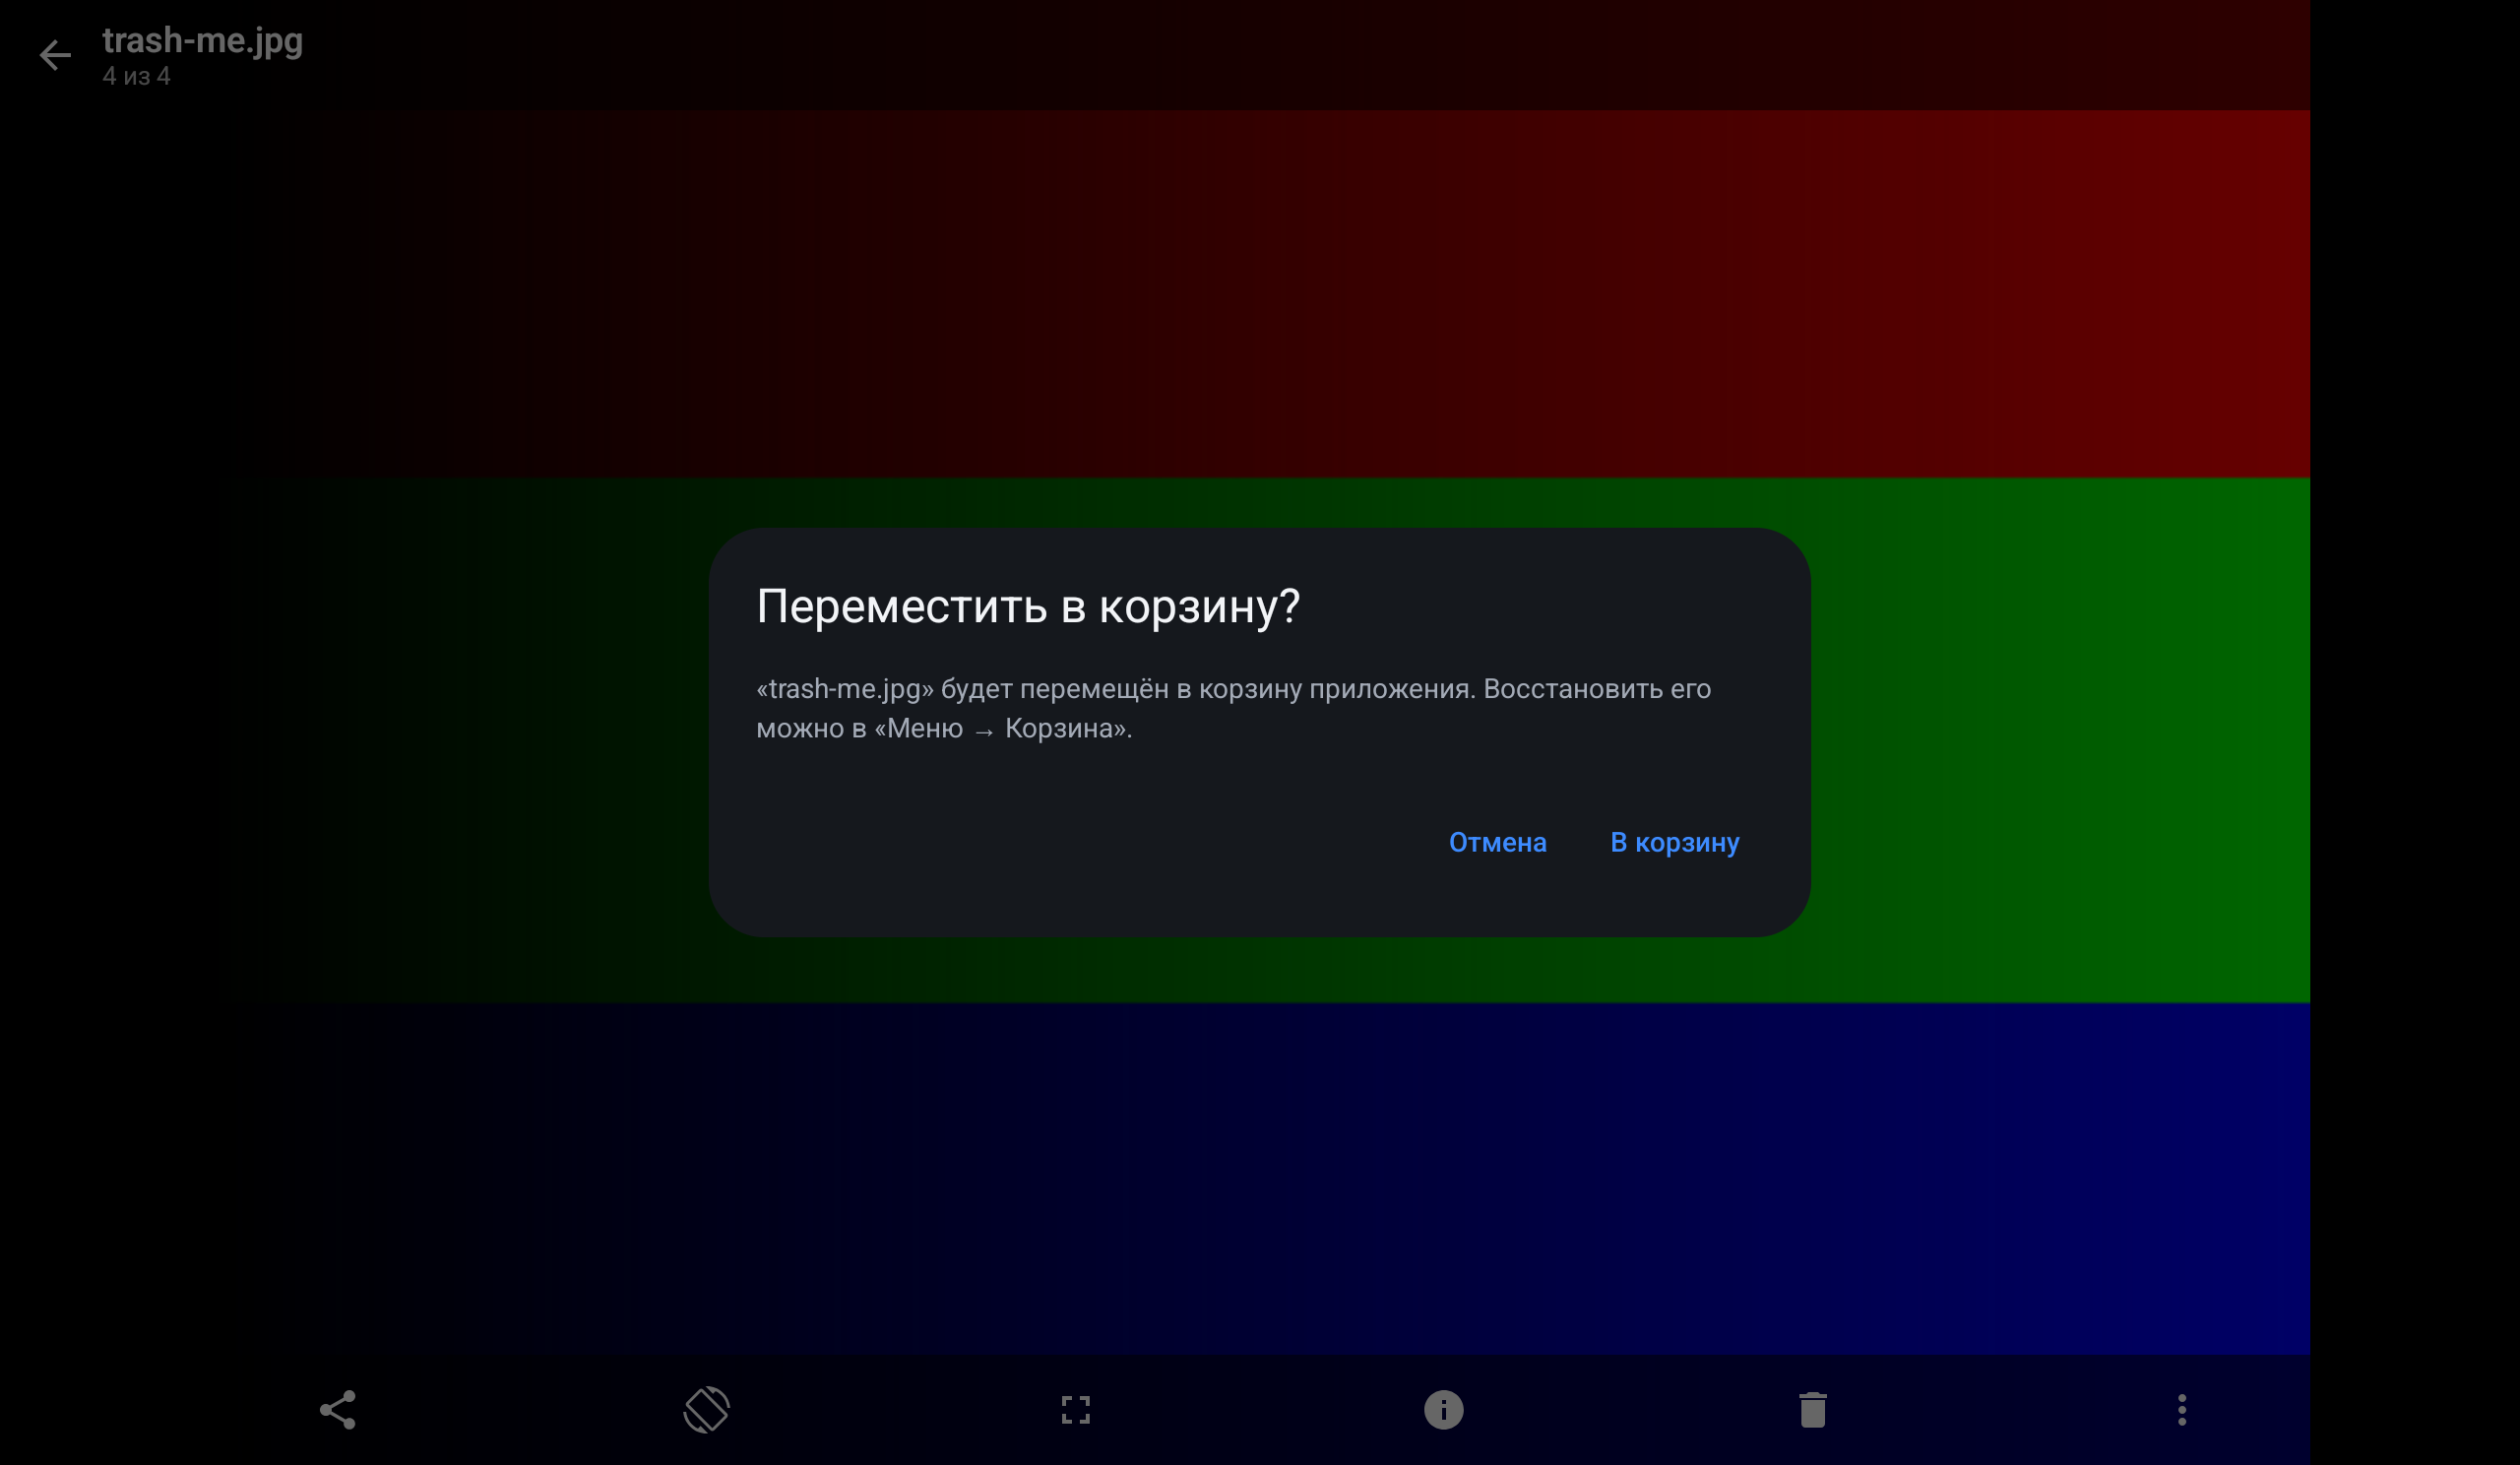 trash-me.jpg
4 из 4
Переместить в корзину?
«trash-me.jpg» будет перемещён в корзину приложения. Восстановить его
можно в «Меню → Корзина».
Отмена В корзину